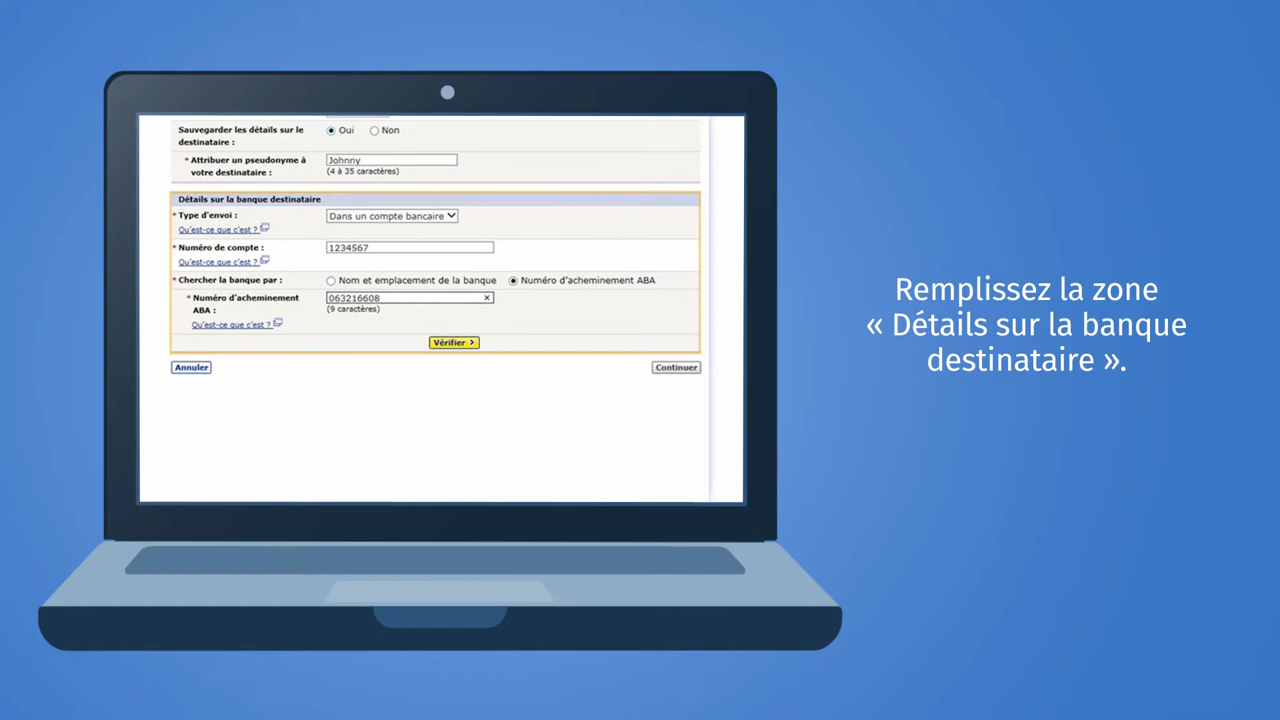 Sauvegarder les détails sur le
destinataire :
Oui Non
* Attribuer un pseudonyme à
votre destinataire :
Johnny
(4 à 35 caractères)
Détails sur la banque destinataire
* Type d'envoi :
Dans un compte bancaire
Qu'est-ce que c'est ?
* Numéro de compte :
1234567
Qu'est-ce que c'est ?
* Chercher la banque par :
Nom et emplacement de la banque Numéro d'acheminement ABA
* Numéro d'acheminement
ABA :
063216608 ×
(9 caractères)
Qu'est-ce que c'est ?
Vérifier >
Annuler
Continuer
Remplissez la zone
« Détails sur la banque
destinataire ».